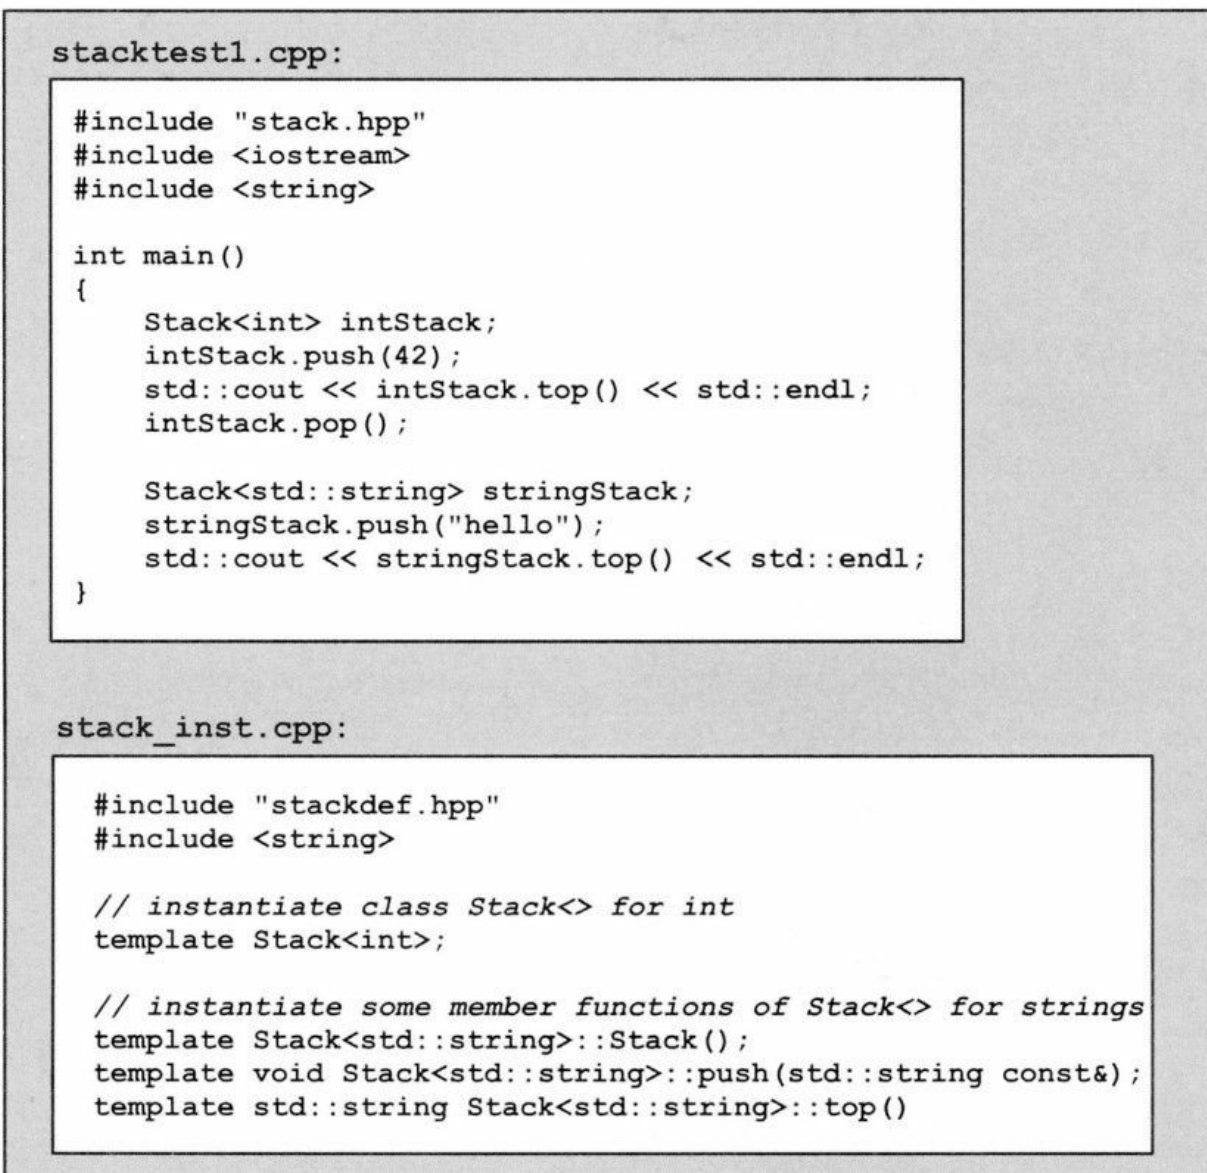 stacktest1.cpp:
#include "stack.hpp"
#include <iostream>
#include <string>
int main()
{
Stack<int> intStack;
intStack.push(42);
std::cout << intStack.top() << std::endl;
intStack.pop();
Stack<std::string> stringStack;
stringStack.push("hello");
std::cout << stringStack.top() << std::endl;
}
stack_inst.cpp:
#include "stackdef.hpp"
#include <string>
// instantiate class Stack<> for int
template Stack<int>;
// instantiate some member functions of Stack<> for strings
template Stack<std::string>::Stack();
template void Stack<std::string>::push(std::string const&);
template std::string Stack<std::string>::top()